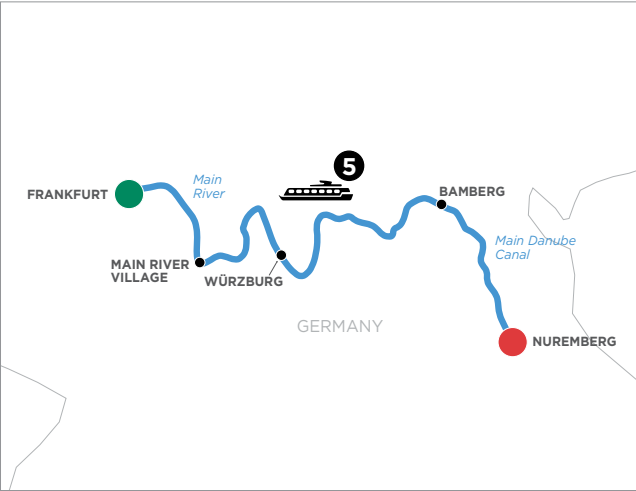 5
Main
River
FRANKFURT
BAMBERG
Main Danube
Canal
MAIN RIVER
VILLAGE
WÜRZBURG
GERMANY
NUREMBERG